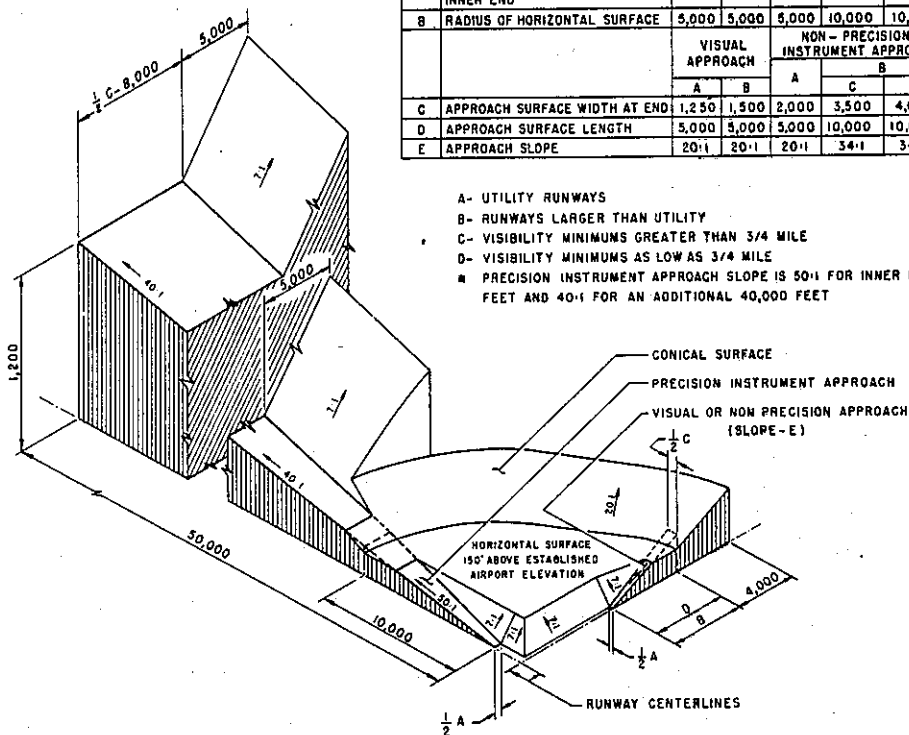 INNER END
B RADIUS OF HORIZONTAL SURFACE 5,000 5,000 5,000 10,000 10,
VISUAL APPROACH
NON-PRECISION
INSTRUMENT APPRO
A B A B
C
C APPROACH SURFACE WIDTH AT END 1,250 1,500 2,000 3,500
D APPROACH SURFACE LENGTH 5,000 5,000 5,000 10,000 10,
E APPROACH SLOPE 20:1 20:1 20:1 34:1
A- UTILITY RUNWAYS
B- RUNWAYS LARGER THAN UTILITY
C- VISIBILITY MINIMUMS GREATER THAN 3/4 MILE
D- VISIBILITY MINIMUMS AS LOW AS 3/4 MILE
PRECISION INSTRUMENT APPROACH SLOPE IS 50:1 FOR INNER
FEET AND 40:1 FOR AN ADDITIONAL 40,000 FEET
5,000
½ C-8,000
7:1
40:1
5,000
1,200
7:1
CONICAL SURFACE
PRECISION INSTRUMENT APPROACH
VISUAL OR NON PRECISION APPROACH
(SLOPE-E)
½ C
40:1
20:1
50,000
HORIZONTAL SURFACE
150' ABOVE ESTABLISHED
AIRPORT ELEVATION
50:1
7:1
7:1
7:1
7:1
7:1
10,000
D
B
4,000
½ A
RUNWAY CENTERLINES
½ A